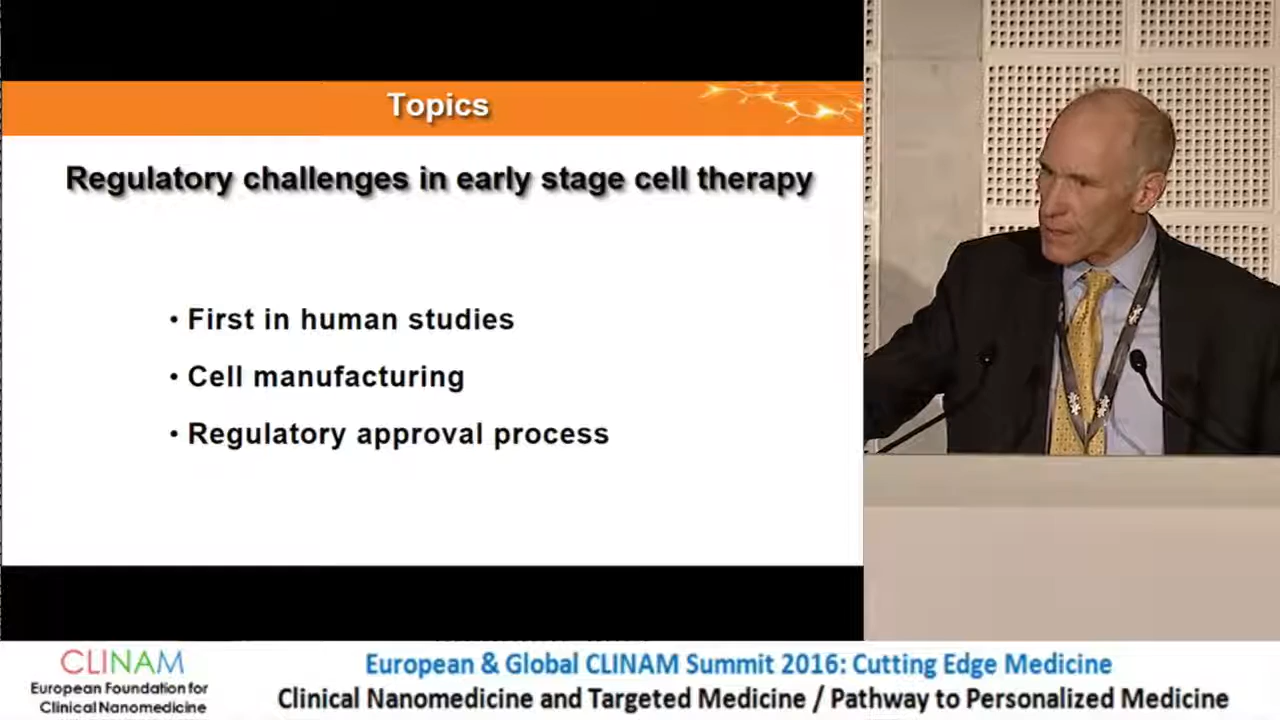 Topics
Regulatory challenges in early stage cell therapy
• First in human studies
• Cell manufacturing
• Regulatory approval process
CLINAM
European Foundation for
Clinical Nanomedicine
European & Global CLINAM Summit 2016: Cutting Edge Medicine
Clinical Nanomedicine and Targeted Medicine / Pathway to Personalized Medicine